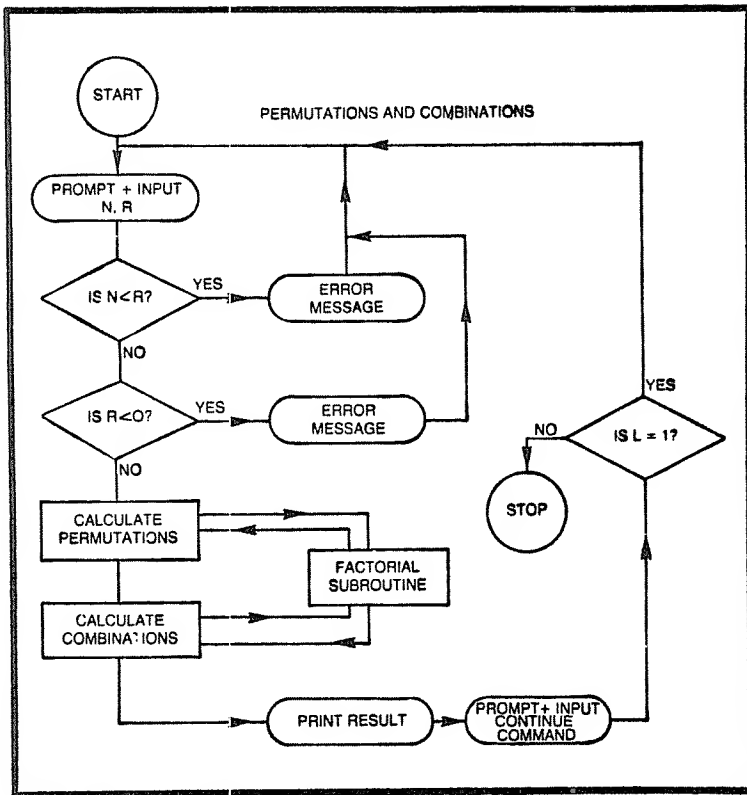 START
PERMUTATIONS AND COMBINATIONS
PROMPT + INPUT
N, R
IS N<R?
YES
ERROR
MESSAGE
NO
IS R<O?
YES
ERROR
MESSAGE
NO
YES
IS L = 1?
NO
STOP
CALCULATE
PERMUTATIONS
FACTORIAL
SUBROUTINE
CALCULATE
COMBINATIONS
PRINT RESULT
PROMPT+ INPUT
CONTINUE
COMMAND